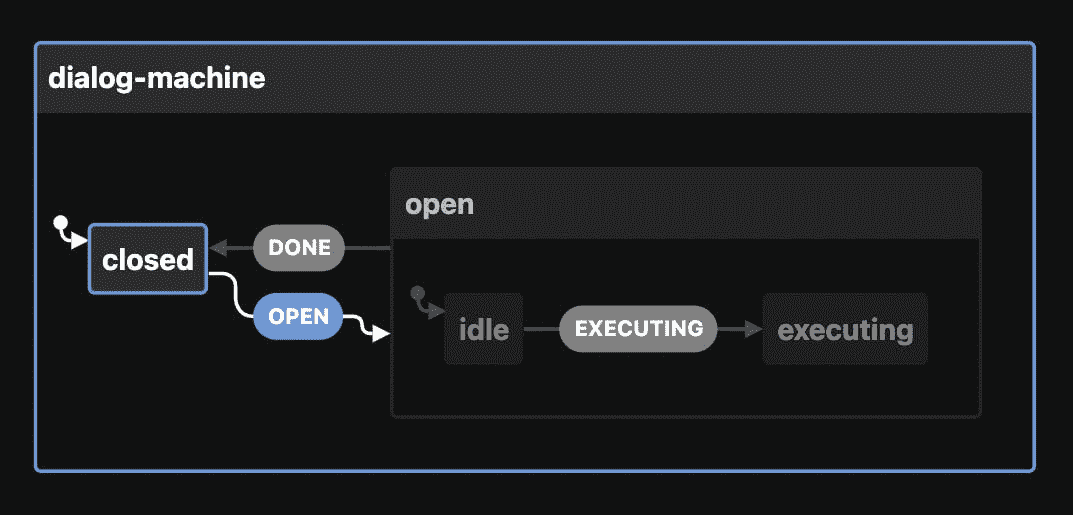 dialog-machine
open
closed
DONE
OPEN
idle
EXECUTING
executing